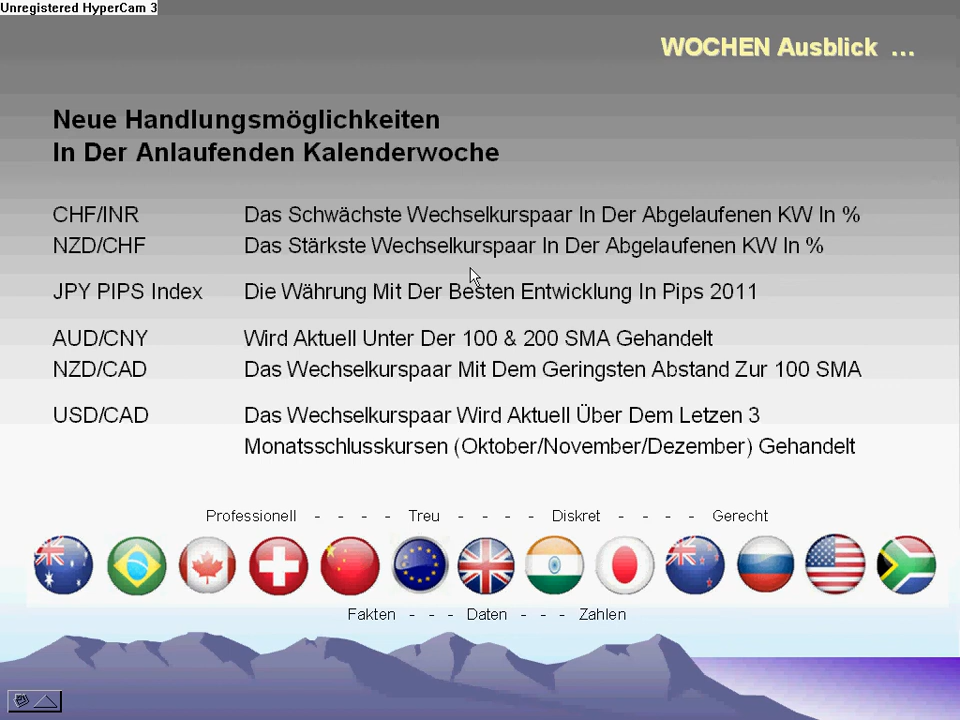 Unregistered HyperCam 3
WOCHEN Ausblick ...
Neue Handlungsmöglichkeiten
In Der Anlaufenden Kalenderwoche
CHF/INR Das Schwächste Wechselkurspaar In Der Abgelaufenen KW In %
NZD/CHF Das Stärkste Wechselkurspaar In Der Abgelaufenen KW In %
JPY PIPS Index Die Währung Mit Der Besten Entwicklung In Pips 2011
AUD/CNY Wird Aktuell Unter Der 100 & 200 SMA Gehandelt
NZD/CAD Das Wechselkurspaar Mit Dem Geringsten Abstand Zur 100 SMA
USD/CAD Das Wechselkurspaar Wird Aktuell Über Dem Letzen 3
Monatsschlusskursen (Oktober/November/Dezember) Gehandelt
Professionell - - - - Treu - - - - Diskret - - - - Gerecht
Fakten - - - Daten - - - Zahlen